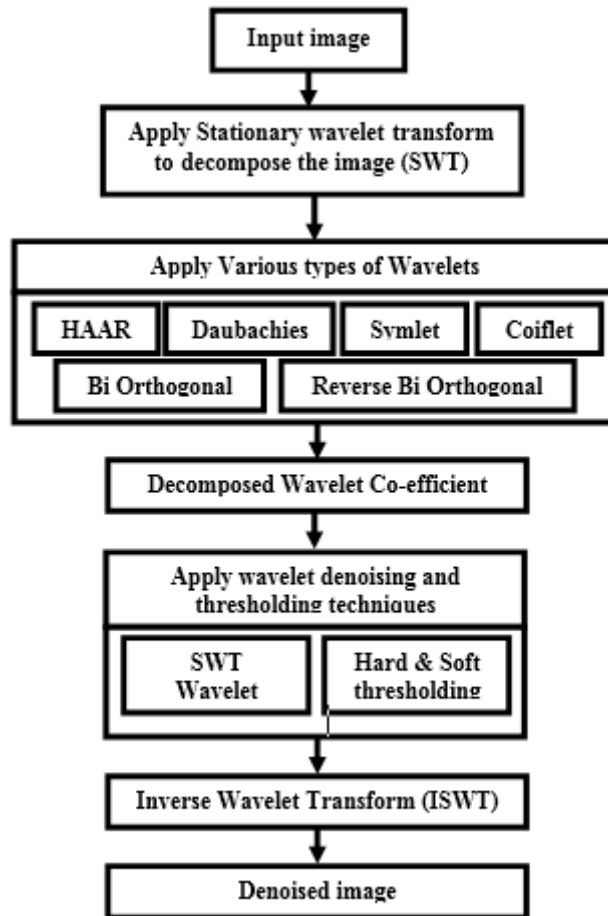 Input image
Apply Stationary wavelet transform
to decompose the image (SWT)
Apply Various types of Wavelets
HAAR
Daubachies
Symlet
Coiflet
Bi Orthogonal
Reverse Bi Orthogonal
Decomposed Wavelet Co-efficient
Apply wavelet denoising and
thresholding techniques
SWT
Wavelet
Hard & Soft
thresholding
Inverse Wavelet Transform (ISWT)
Denoised image